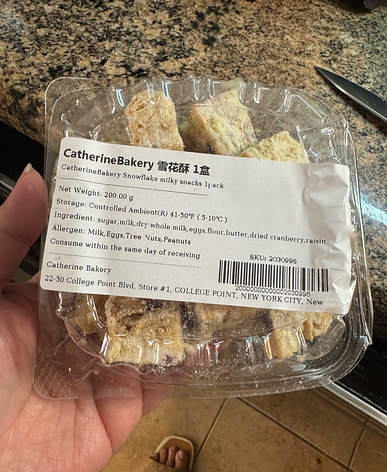 CatherineBakery 雪花酥 1盒
CatherineBakery Snowflake milky snacks 1pack
Net Weight: 200.00 g
Storage: Controlled Ambient(R) 41-50°F ( 5-10°C )
Ingredient: sugar,milk,dry whole milk,eggs,flour,butter,dried cranberry,raisin
Allergen: Milk,Eggs,Tree Nuts,Peanuts
Consume within the same day of receiving
SKU: 2030996
Catherine Bakery
22-30 College Point Blvd, Store #1, COLLEGE POINT, NEW YORK CITY, New